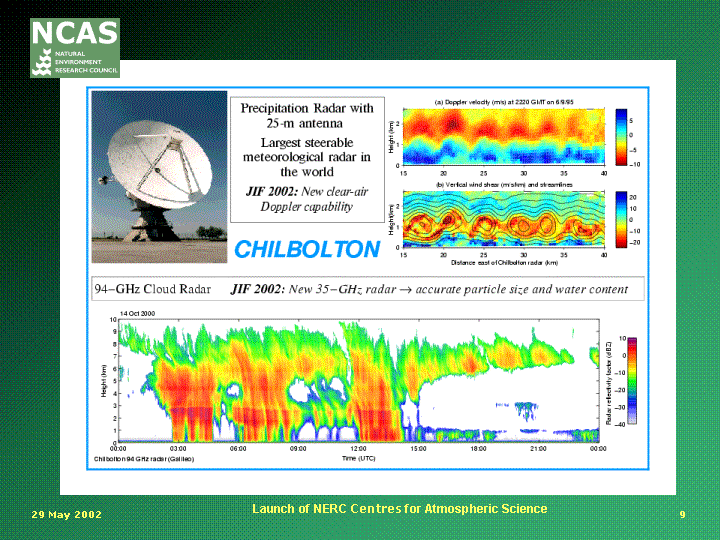 NCAS
NATURAL
ENVIRONMENT
RESEARCH COUNCIL
Precipitation Radar with
25-m antenna
Largest steerable
meteorological radar in
the world
JIF 2002: New clear-air
Doppler capability
CHILBOLTON
(a) Doppler velocity (m/s) at 2220 GMT on 6/9/95
Height (km)
2
1
0
15 20 25 30 35 40
5
0
−5
−10
(b) Vertical wind shear (m/s/km) and streamlines
Height (km)
2
1
0
15 20 25 30 35 40
Distance east of Chilbolton radar (km)
20
10
0
−10
−20
94−GHz Cloud Radar JIF 2002: New 35−GHz radar → accurate particle size and water content
14 Oct 2000
Height (km)
10
9
8
7
6
5
4
3
2
1
0
00:00 03:00 06:00 09:00 12:00 15:00 18:00 21:00 00:00
Chilbolton 94 GHz radar (Galileo) Time (UTC)
Radar reflectivity factor (dBZ)
10
0
−10
−20
−30
−40
29 May 2002 Launch of NERC Centres for Atmospheric Science 9